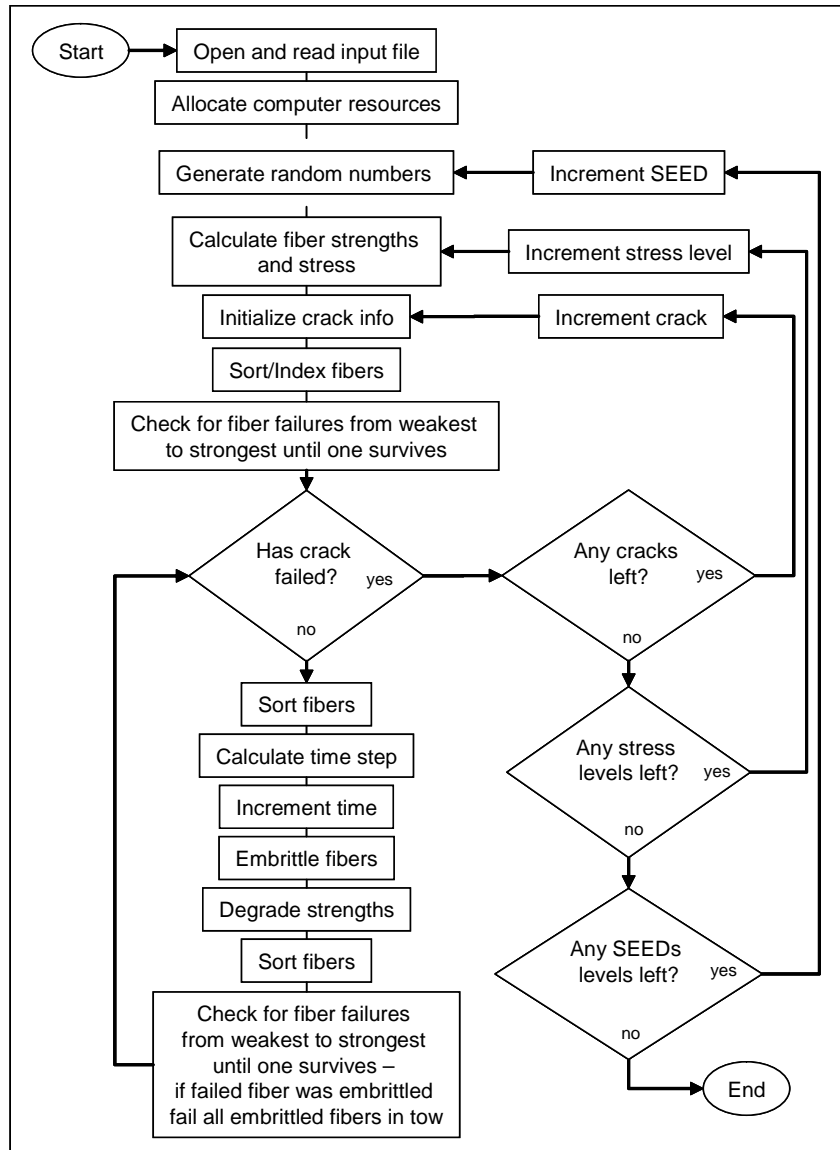 Start
Open and read input file
Allocate computer resources
Generate random numbers
Increment SEED
Calculate fiber strengths
and stress
Increment stress level
Initialize crack info
Increment crack
Sort/Index fibers
Check for fiber failures from weakest
to strongest until one survives
Has crack
failed?
yes
no
Any cracks
left?
yes
no
Sort fibers
Calculate time step
Increment time
Embrittle fibers
Degrade strengths
Sort fibers
Check for fiber failures
from weakest to strongest
until one survives –
if failed fiber was embrittled
fail all embrittled fibers in tow
Any stress
levels left?
yes
no
Any SEEDs
levels left?
yes
no
End